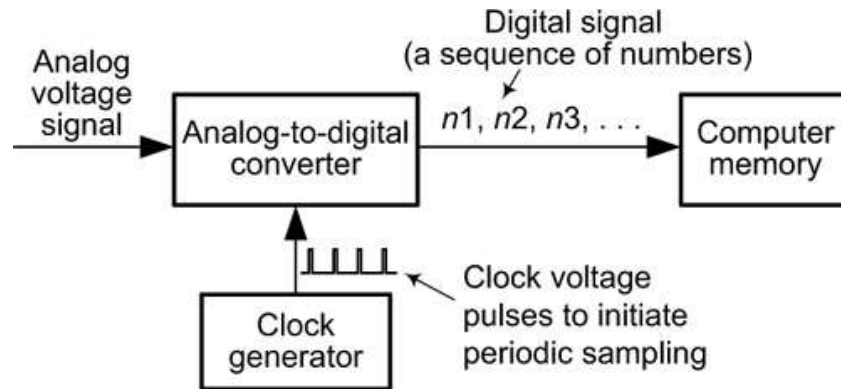 Digital signal
(a sequence of numbers)
Analog
voltage
signal
Analog-to-digital
converter
n1, n2, n3, . . .
Computer
memory
Clock
generator
Clock voltage
pulses to initiate
periodic sampling